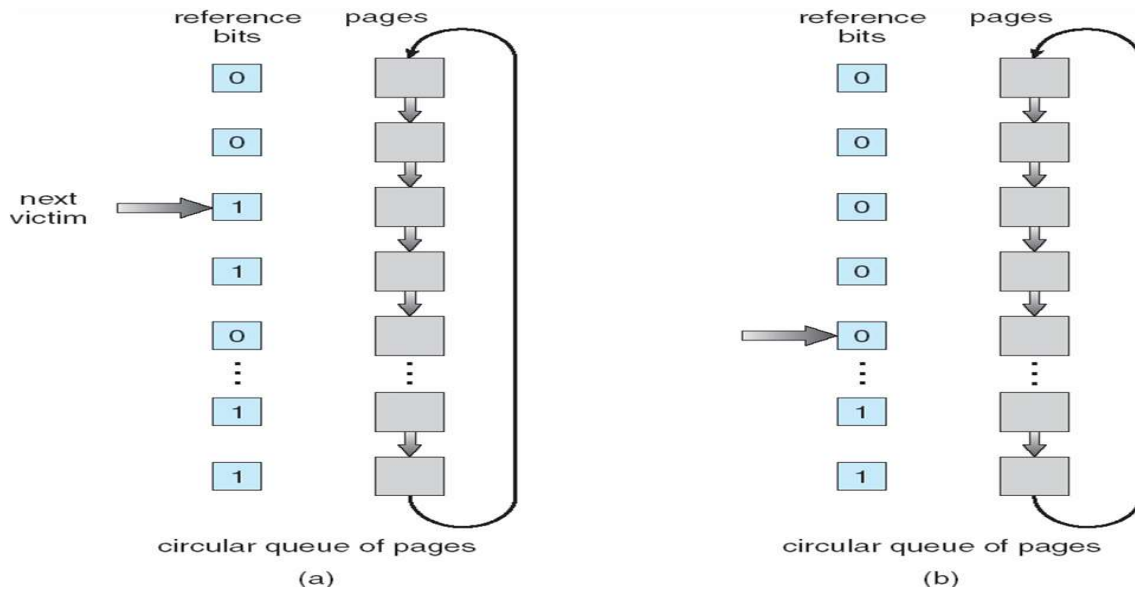 reference bits
pages
0
0
next victim
1
1
0
1
1
circular queue of pages
(a)
reference bits
pages
0
0
0
0
0
1
1
circular queue of pages
(b)